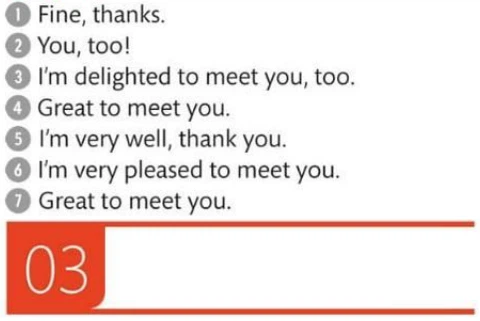 1 Fine, thanks.
2 You, too!
3 I'm delighted to meet you, too.
4 Great to meet you.
5 I'm very well, thank you.
6 I'm very pleased to meet you.
7 Great to meet you.
03